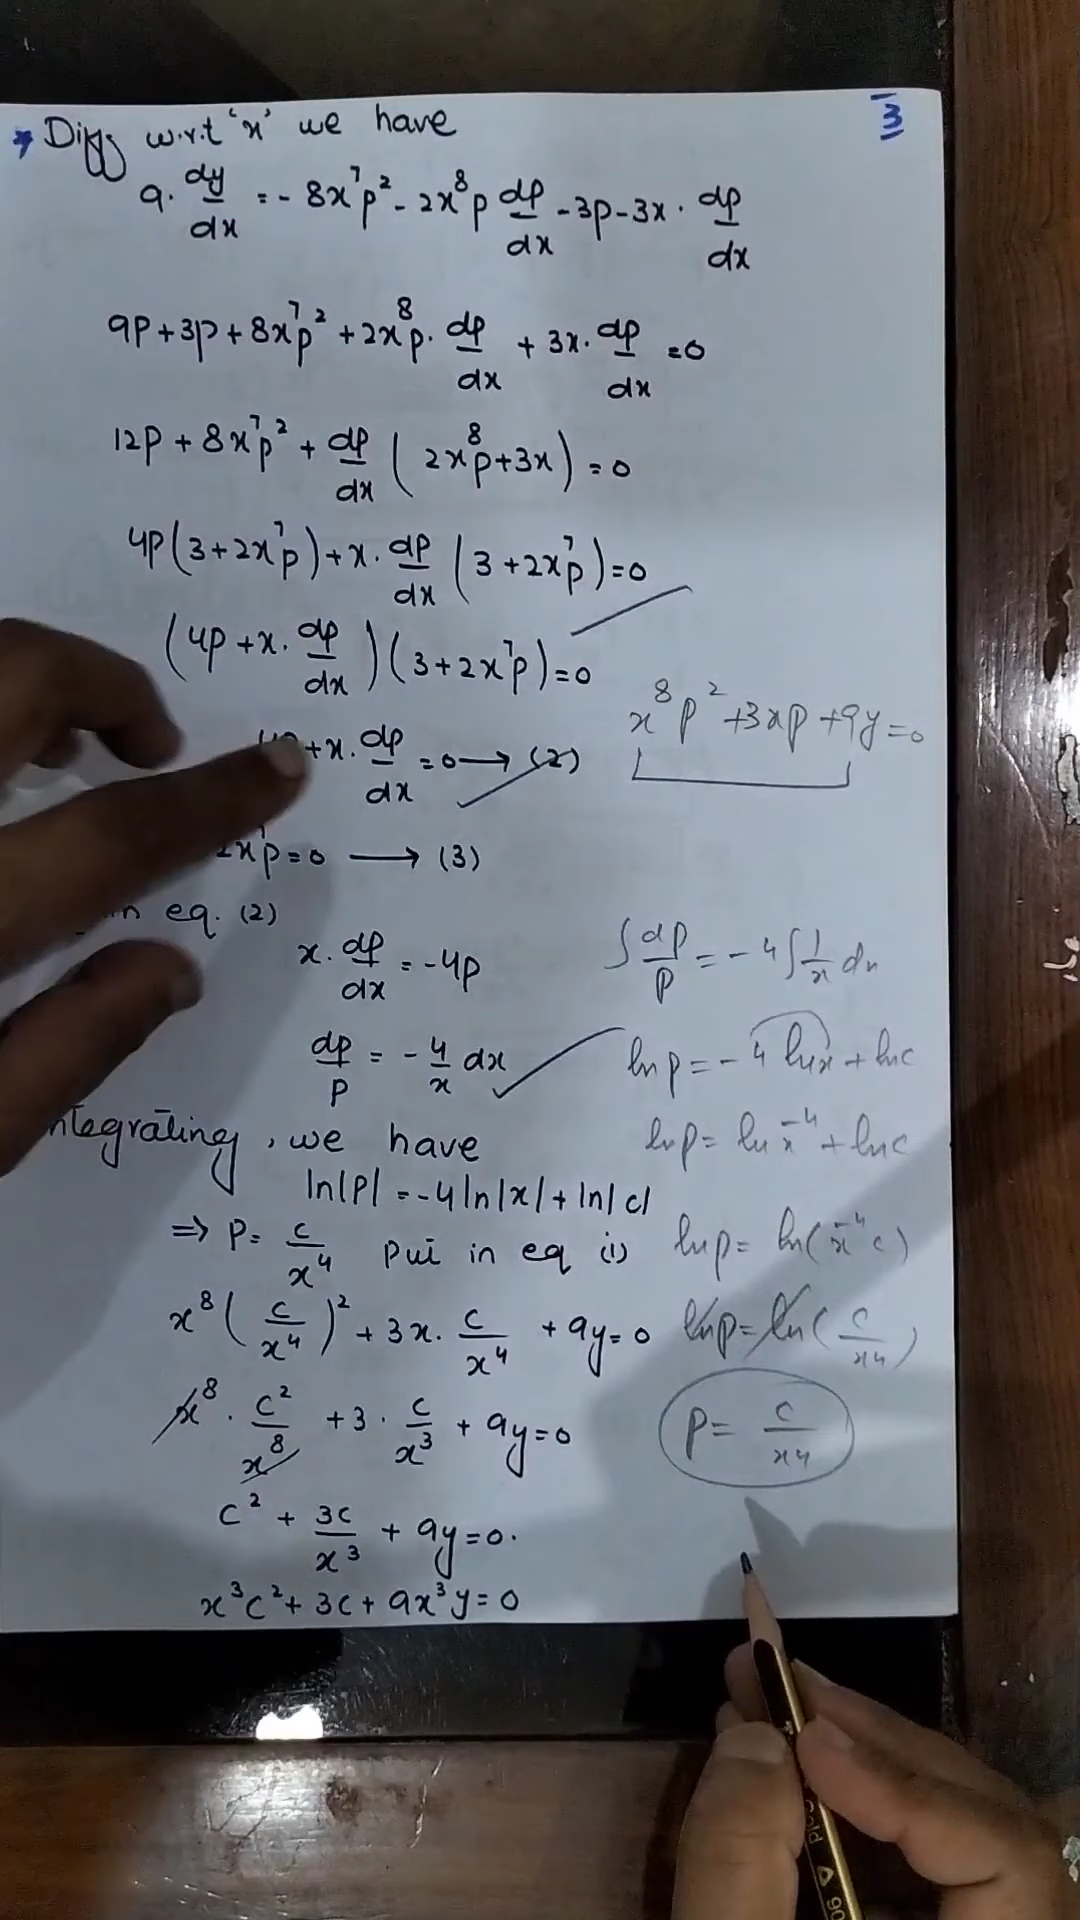 3
* Diff w.r.t 'x' we have
9. dy/dx = - 8x⁷p² - 2x⁸p dp/dx - 3p - 3x . dp/dx
9p + 3p + 8x⁷p² + 2x⁸p . dp/dx + 3x . dp/dx = 0
12p + 8x⁷p² + dp/dx ( 2x⁸p + 3x ) = 0
4p ( 3 + 2x⁷p ) + x . dp/dx ( 3 + 2x⁷p ) = 0
( 4p + x . dp/dx ) ( 3 + 2x⁷p ) = 0
x⁸p² + 3xp + 9y = 0
+ x . dp/dx = 0 → (2)
2x⁷p = 0 → (3)
eq. (2)
x . dp/dx = -4p
∫ dp/p = - 4 ∫ 1/x dx
dp/p = - 4/x dx
ln p = - 4 ln x + ln c
ntegrating, we have
ln p = ln x⁻⁴ + ln c
ln|P| = -4 ln|x| + ln|c|
⇒ P = c/x⁴ Put in eq (1)
ln p = ln ( x⁻⁴ c )
x⁸ ( c/x⁴ )² + 3x . c/x⁴ + 9y = 0
ln p = ln ( c/x⁴ )
x⁸ . c²/x⁸ + 3 . c/x³ + 9y = 0
P = c/x⁴
c² + 3c/x³ + 9y = 0.
x³c² + 3c + 9x³y = 0